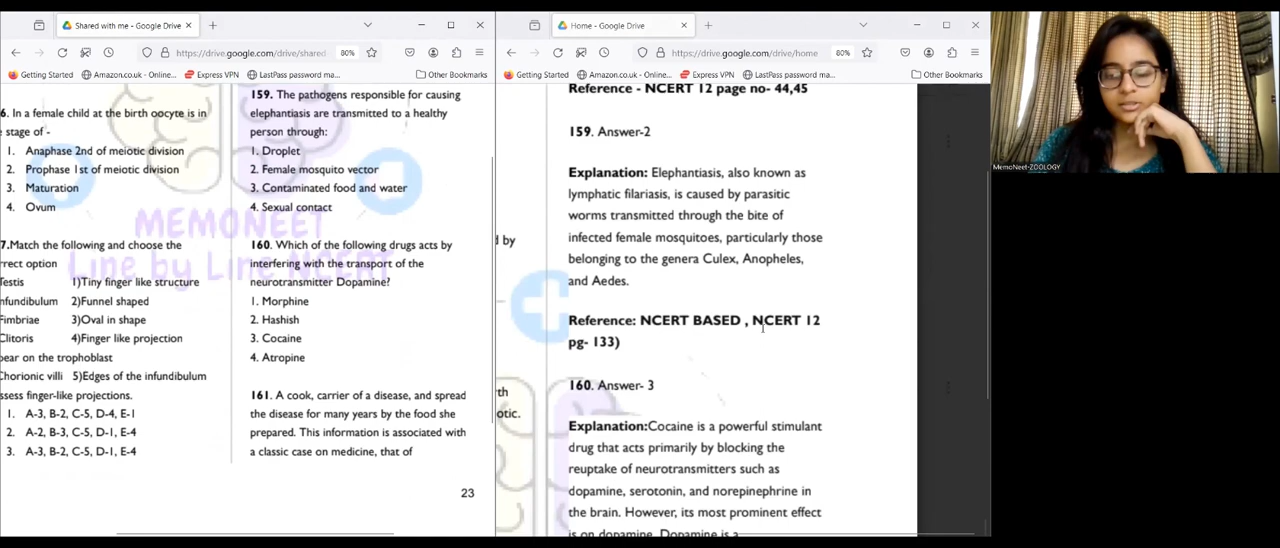 Shared with me - Google Drive
https://drive.google.com/drive/shared
80%
Getting Started
Amazon.co.uk - Online...
Express VPN
LastPass password ma...
Other Bookmarks
6. In a female child at the birth oocyte is in
stage of -
1. Anaphase 2nd of meiotic division
2. Prophase 1st of meiotic division
3. Maturation
4. Ovum
7.Match the following and choose the
rrect option
Testis 1)Tiny finger like structure
nfundibulum 2)Funnel shaped
Fimbriae 3)Oval in shape
Clitoris 4)Finger like projection
pear on the trophoblast
Chorionic villi 5)Edges of the infundibulum
ssess finger-like projections.
1. A-3, B-2, C-5, D-4, E-1
2. A-2, B-3, C-5, D-1, E-4
3. A-3, B-2, C-5, D-1, E-4
159. The pathogens responsible for causing
elephantiasis are transmitted to a healthy
person through:
1. Droplet
2. Female mosquito vector
3. Contaminated food and water
4. Sexual contact
160. Which of the following drugs acts by
interfering with the transport of the
neurotransmitter Dopamine?
1. Morphine
2. Hashish
3. Cocaine
4. Atropine
161. A cook, carrier of a disease, and spread
the disease for many years by the food she
prepared. This information is associated with
a classic case on medicine, that of
23
MEMONEET
Line by Line NCERT
Home - Google Drive
https://drive.google.com/drive/home
80%
Getting Started
Amazon.co.uk - Online...
Express VPN
LastPass password ma...
Other Bookmarks
d by
rth
otic.
Reference - NCERT 12 page no- 44,45
159. Answer-2
Explanation: Elephantiasis, also known as
lymphatic filariasis, is caused by parasitic
worms transmitted through the bite of
infected female mosquitoes, particularly those
belonging to the genera Culex, Anopheles,
and Aedes.
Reference: NCERT BASED , NCERT 12
pg- 133)
160. Answer- 3
Explanation:Cocaine is a powerful stimulant
drug that acts primarily by blocking the
reuptake of neurotransmitters such as
dopamine, serotonin, and norepinephrine in
the brain. However, its most prominent effect
is on dopamine. Dopamine is a
MemoNeet-ZOOLOGY